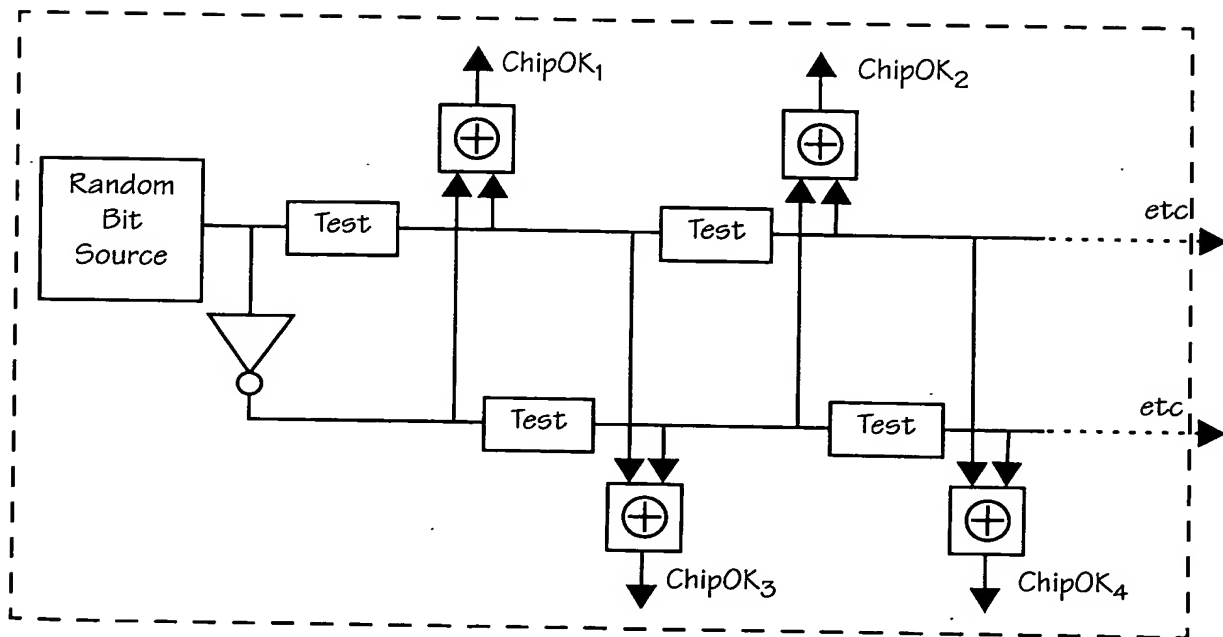 ChipOK1
ChipOK2
Random
Bit
Source
Test
Test
etc
Test
Test
etc
ChipOK3
ChipOK4